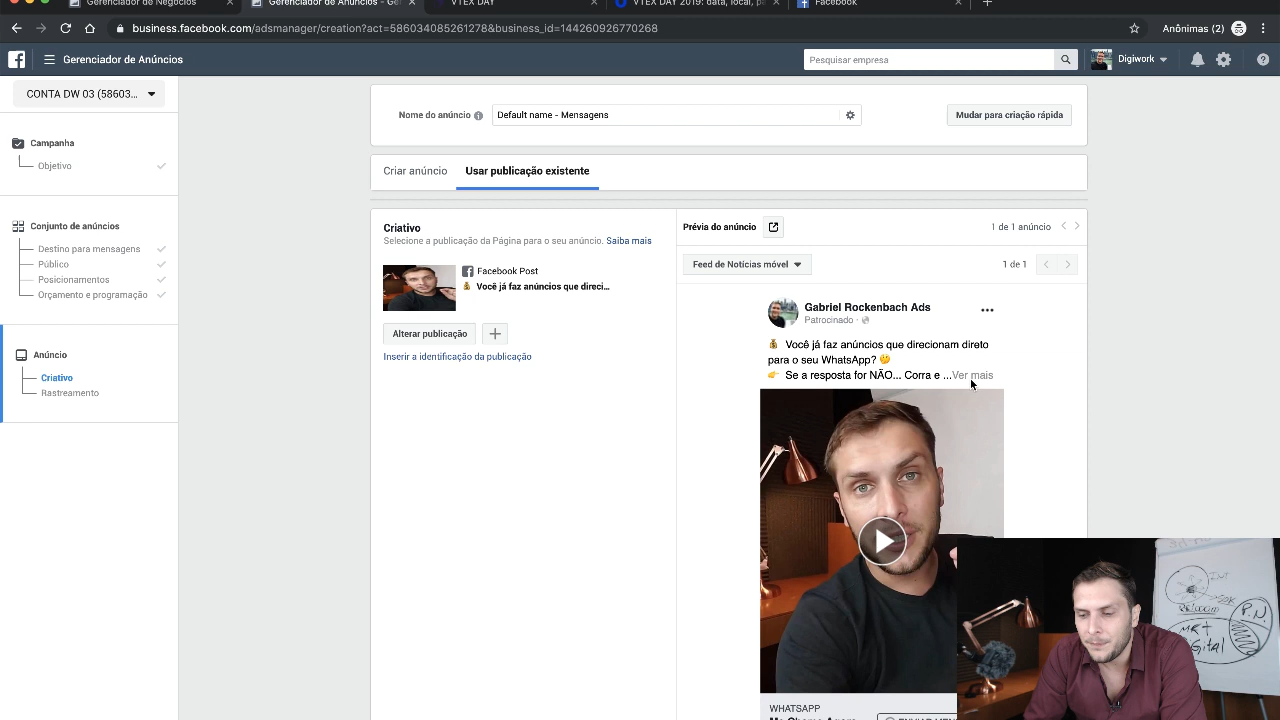 Gerenciador de Negócios
Gerenciador de Anúncios - Ger
VTEX DAY
VTEX DAY 2019: data, local, p
Facebook
business.facebook.com/adsmanager/creation?act=586034085261278&business_id=144260926770268
Anônimas (2)
Gerenciador de Anúncios
Pesquisar empresa
Digiwork
CONTA DW 03 (58603...
Nome do anúncio
Default name - Mensagens
Mudar para criação rápida
Campanha
Objetivo
Criar anúncio
Usar publicação existente
Conjunto de anúncios
Destino para mensagens
Público
Posicionamentos
Orçamento e programação
Anúncio
Criativo
Rastreamento
Criativo
Selecione a publicação da Página para o seu anúncio. Saiba mais
Facebook Post
💰 Você já faz anúncios que direci...
Alterar publicação
Inserir a identificação da publicação
Prévia do anúncio
1 de 1 anúncio
Feed de Notícias móvel
1 de 1
Gabriel Rockenbach Ads
Patrocinado
💰 Você já faz anúncios que direcionam direto
para o seu WhatsApp? 🤔
👉 Se a resposta for NÃO... Corra e ...Ver mais
WHATSAPP
P.N.
MKT